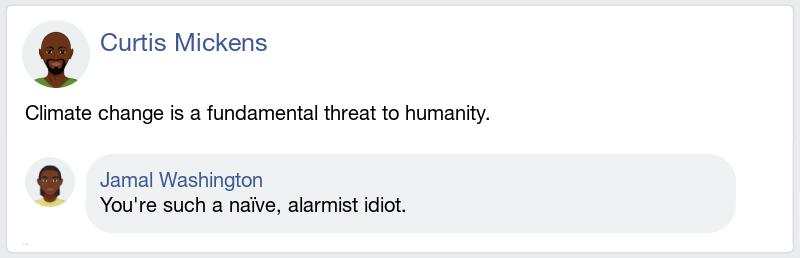 Curtis Mickens
Climate change is a fundamental threat to humanity.
Jamal Washington
You're such a naïve, alarmist idiot.